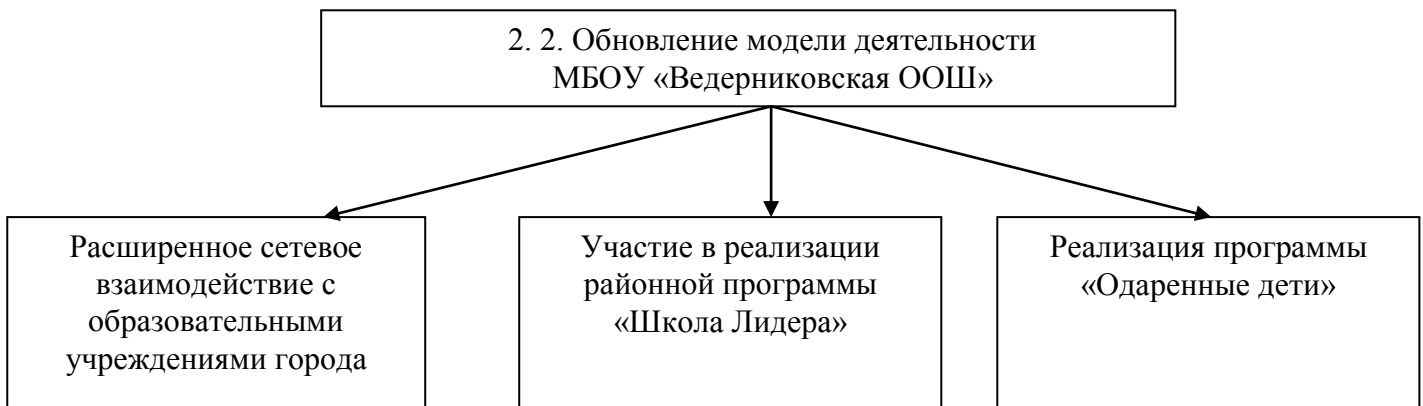 2. 2. Обновление модели деятельности
МБОУ «Ведерниковская ООШ»
Расширенное сетевое
взаимодействие с
образовательными
учреждениями города
Участие в реализации
районной программы
«Школа Лидера»
Реализация программы
«Одаренные дети»